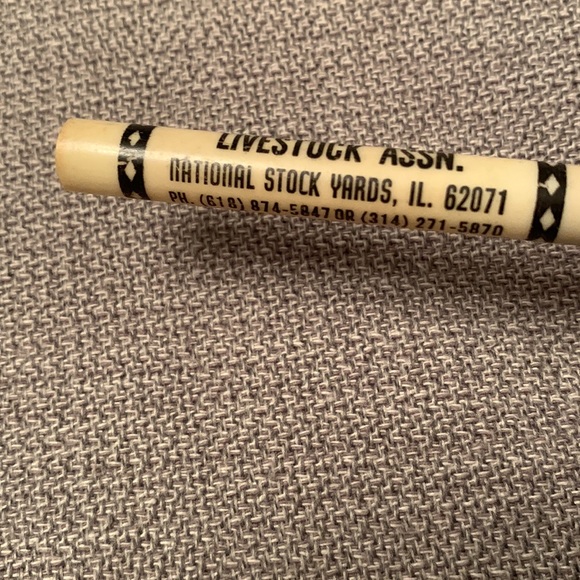 LIVESTOCK ASSN.
NATIONAL STOCK YARDS, IL. 62071
PH. (618) 874-5847 OR (314) 271-5870